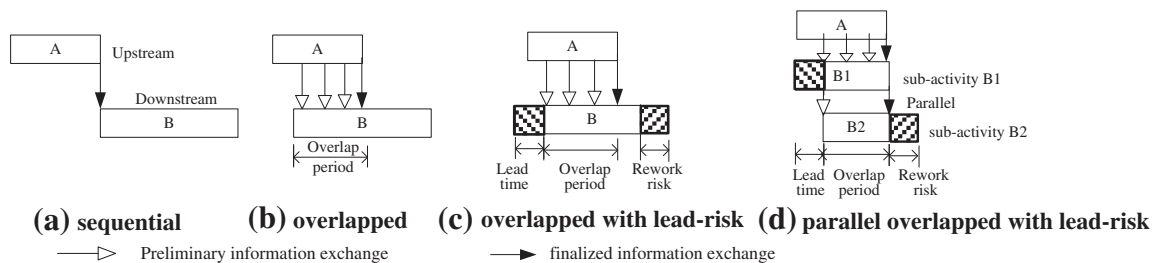 A
Upstream
Downstream
B
Overlap
period
(a) sequential
A
B
(b) overlapped
A
B
Lead
time
Overlap
period
Rework
risk
(c) overlapped with lead-risk
A
B1
sub-activity B1
Parallel
B2
sub-activity B2
Lead
time
Overlap
period
Rework
risk
(d) parallel overlapped with lead-risk
Preliminary information exchange
finalized information exchange